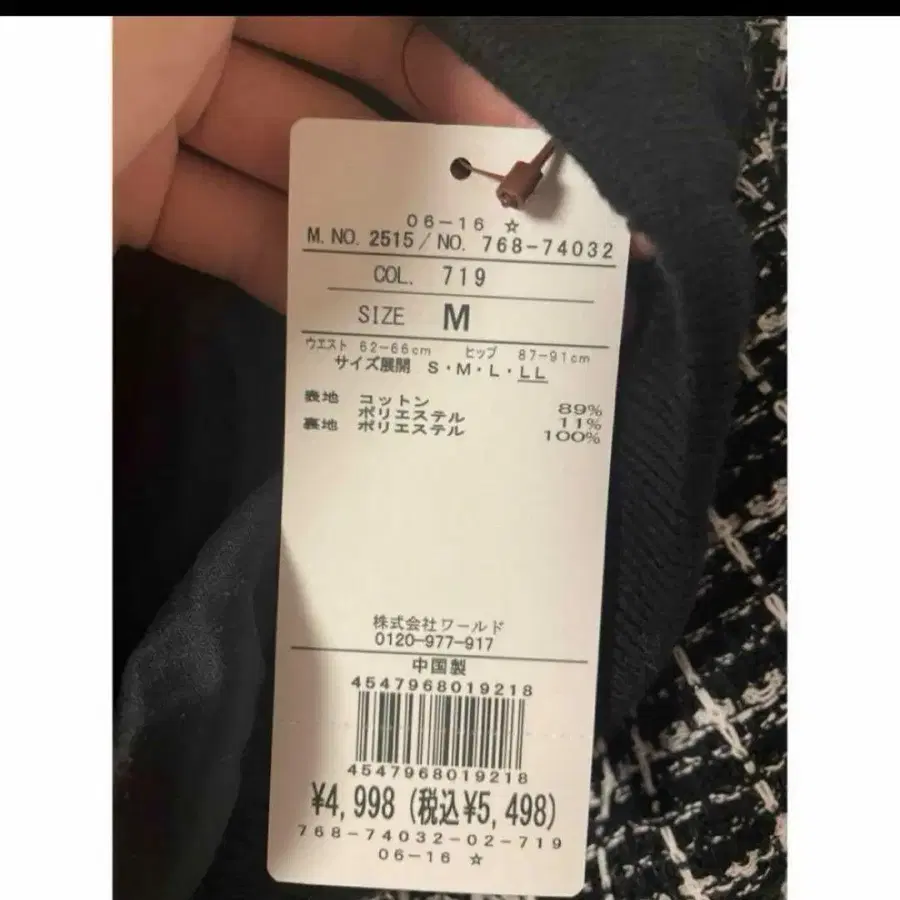 06-16 ☆
M. NO. 2515 / NO. 768-74032
COL. 719
SIZE M
ウエスト 62-66cm ヒップ 87-91cm
サイズ展開 S・M・L・LL
表地 コットン 89%
ポリエステル 11%
裏地 ポリエステル 100%
株式会社ワールド
0120-977-917
中国製
4547968019218
4547968019218
¥4,998 (税込¥5,498)
768-74032-02-719
06-16 ☆